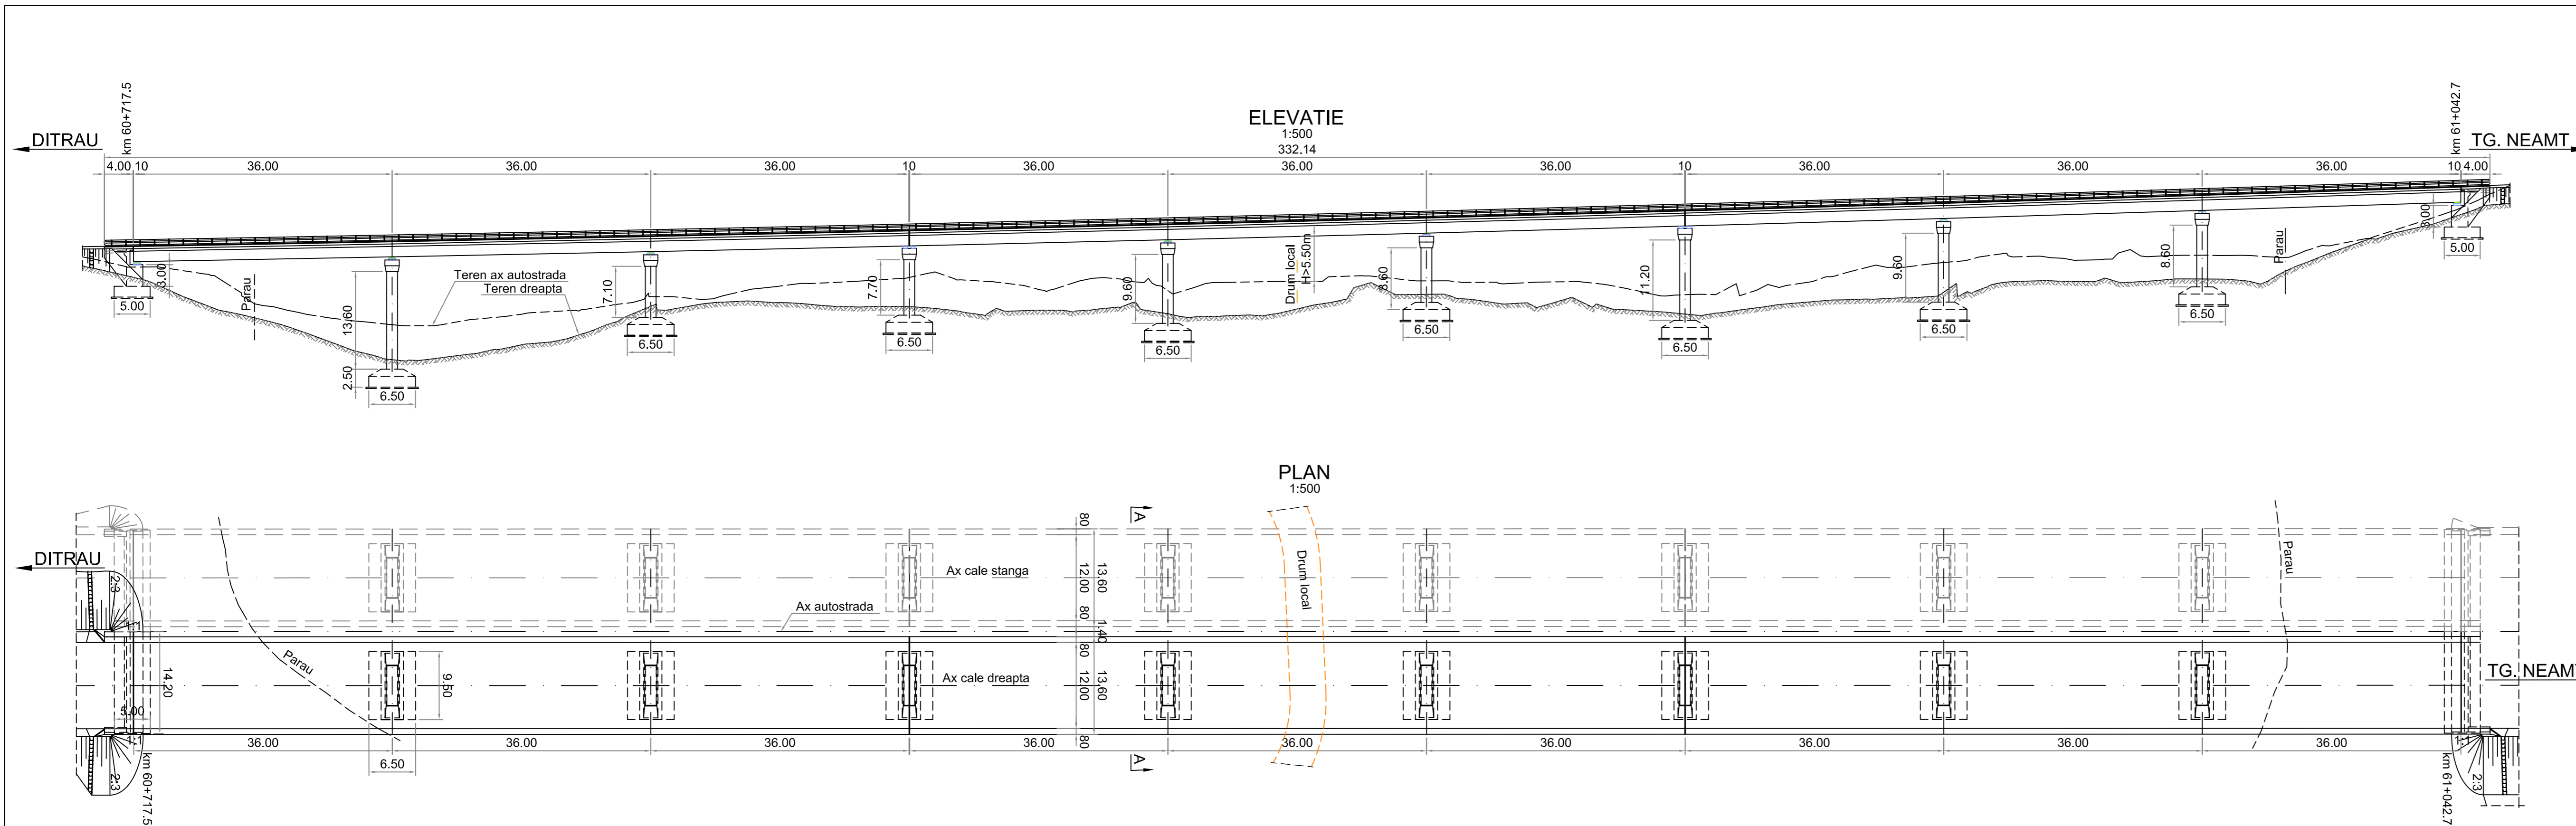 ELEVATIE
1:500
332.14
DITRAU
km 60+717.5
km 61+042.7
TG. NEAMT
4.00 10 36.00 36.00 36.00 10 36.00 36.00 36.00 10 36.00 36.00 36.00 10 4.00
3.00
5.00
Parau
13.60
2.50
6.50
Teren ax autostrada
Teren dreapta
7.10
6.50
7.70
6.50
9.60
6.50
Drum local
H>5.50m
8.60
6.50
11.20
6.50
9.60
6.50
8.60
6.50
Parau
3.00
5.00
PLAN
1:500
DITRAU
2:3
Parau
14.20
5.00
1:1
2:3
km 60+717.5
9.50
6.50
Ax cale stanga
Ax autostrada
Ax cale dreapta
A
80
12.00
13.60
80
1.40
80
12.00
13.60
80
A
Drum local
Parau
TG. NEAMT
1:1
2:3
km 61+042.7
36.00 36.00 36.00 36.00 36.00 36.00 36.00 36.00 36.00